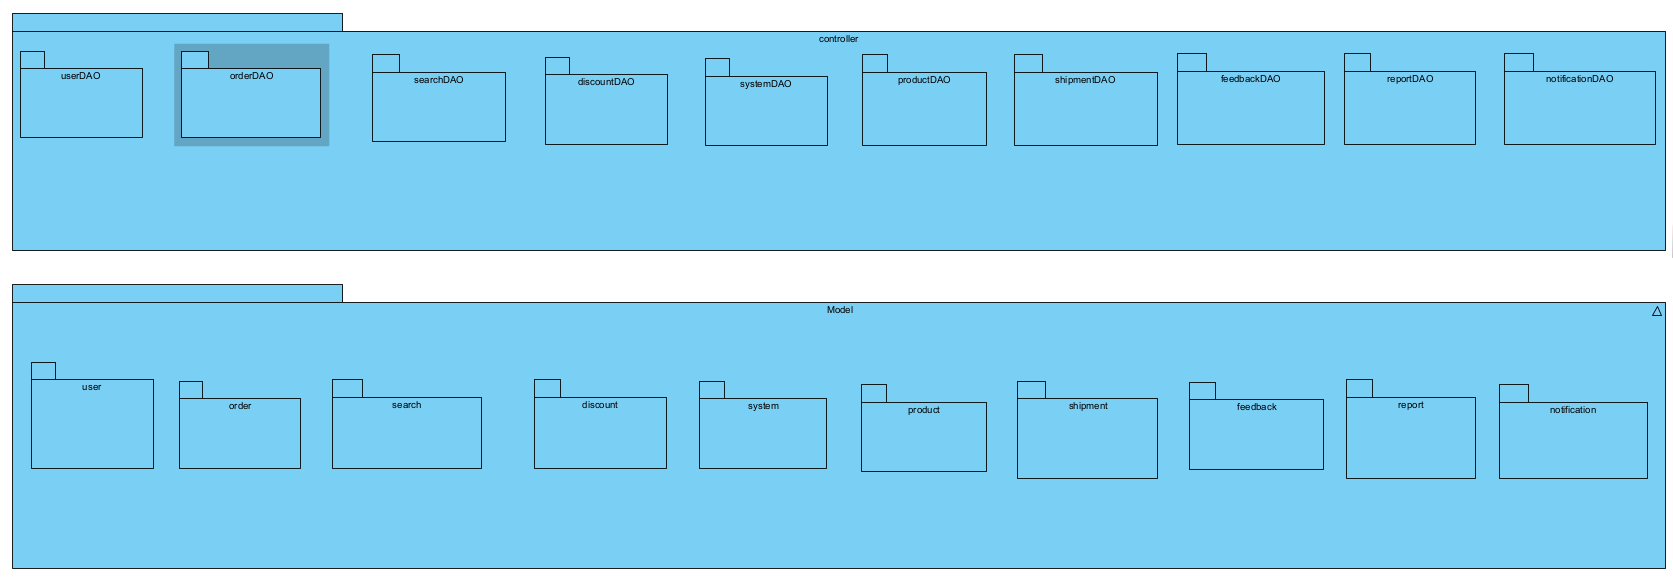 controller
userDAO
orderDAO
searchDAO
discountDAO
systemDAO
productDAO
shipmentDAO
feedbackDAO
reportDAO
notificationDAO
Model
user
order
search
discount
system
product
shipment
feedback
report
notification